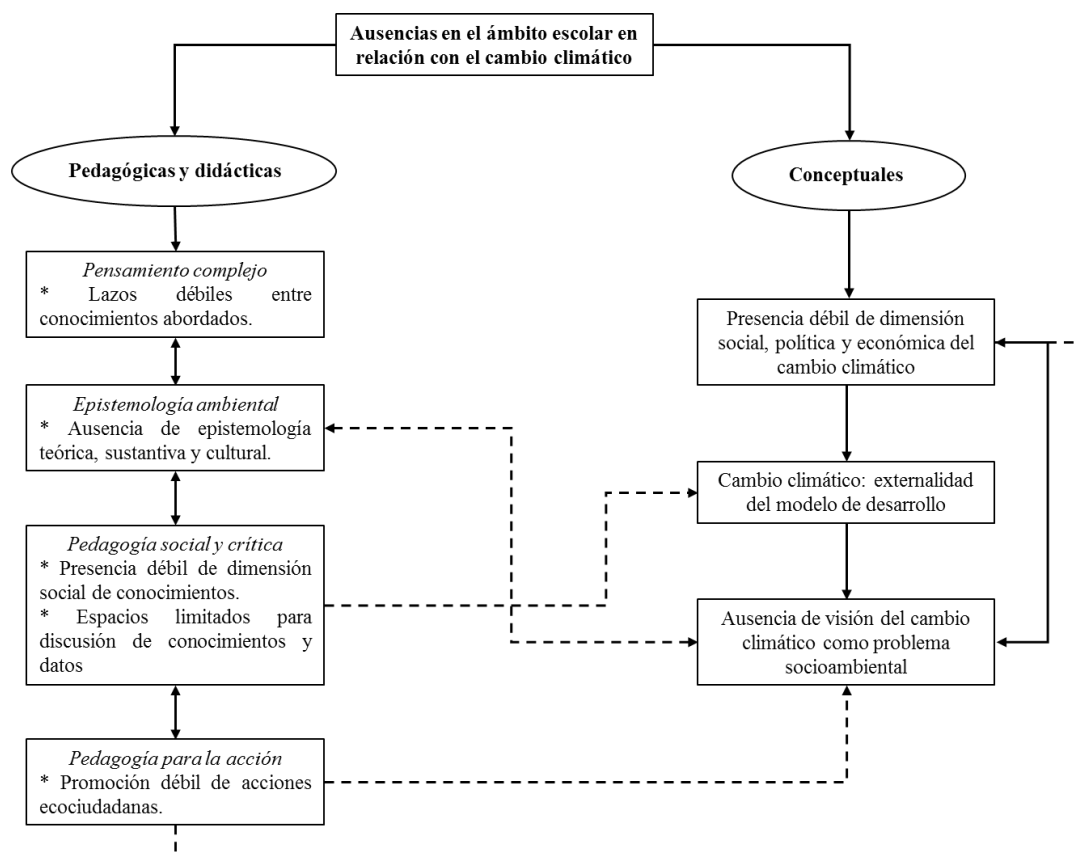 Ausencias en el ámbito escolar en
relación con el cambio climático
Pedagógicas y didácticas
Pensamiento complejo
* Lazos débiles entre
conocimientos abordados.
Epistemología ambiental
* Ausencia de epistemología
teórica, sustantiva y cultural.
Pedagogía social y crítica
* Presencia débil de dimensión
social de conocimientos.
* Espacios limitados para
discusión de conocimientos y
datos
Pedagogía para la acción
* Promoción débil de acciones
ecociudadanas.
Conceptuales
Presencia débil de dimensión
social, política y económica del
cambio climático
Cambio climático: externalidad
del modelo de desarrollo
Ausencia de visión del cambio
climático como problema
socioambiental